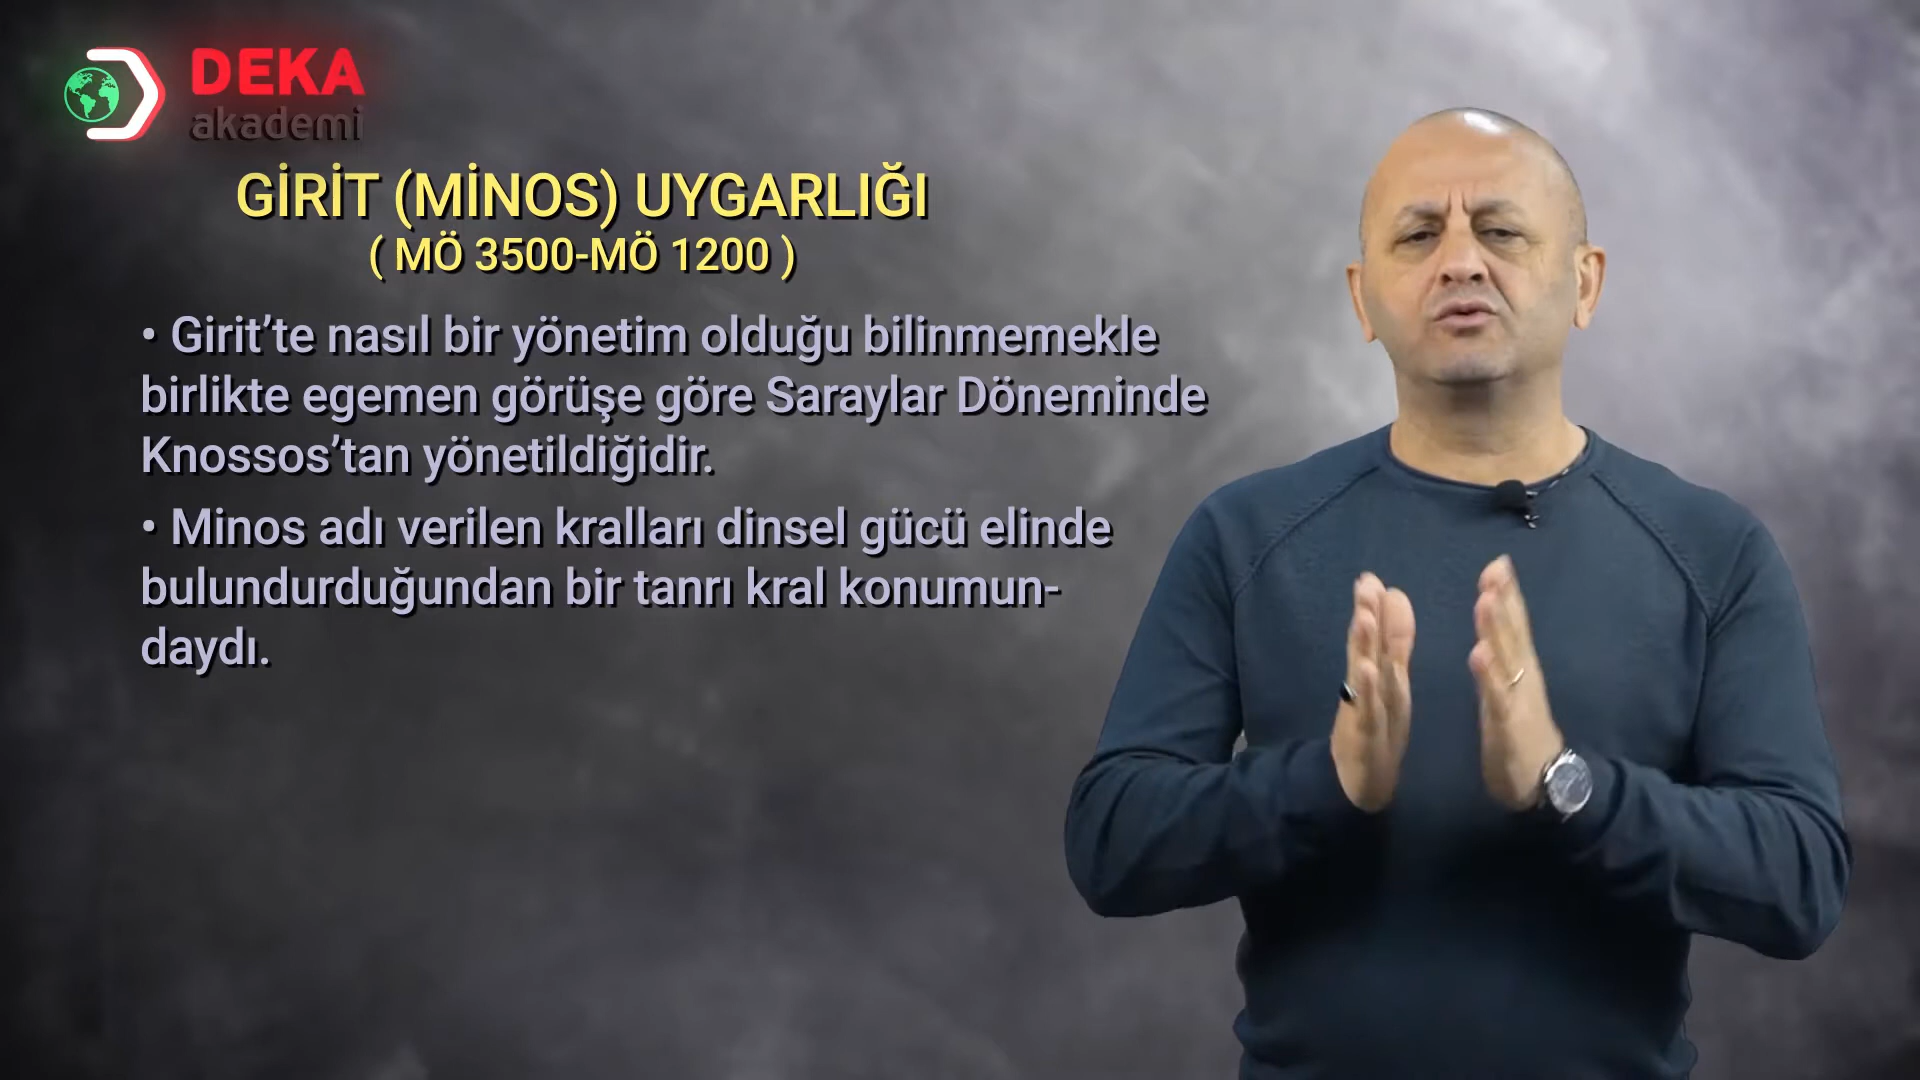 DEKA
akademi
GİRİT (MİNOS) UYGARLIĞI
( MÖ 3500-MÖ 1200 )
• Girit’te nasıl bir yönetim olduğu bilinmemekle
birlikte egemen görüşe göre Saraylar Döneminde
Knossos’tan yönetildiğidir.
• Minos adı verilen kralları dinsel gücü elinde
bulundurduğundan bir tanrı kral konumun-
daydı.